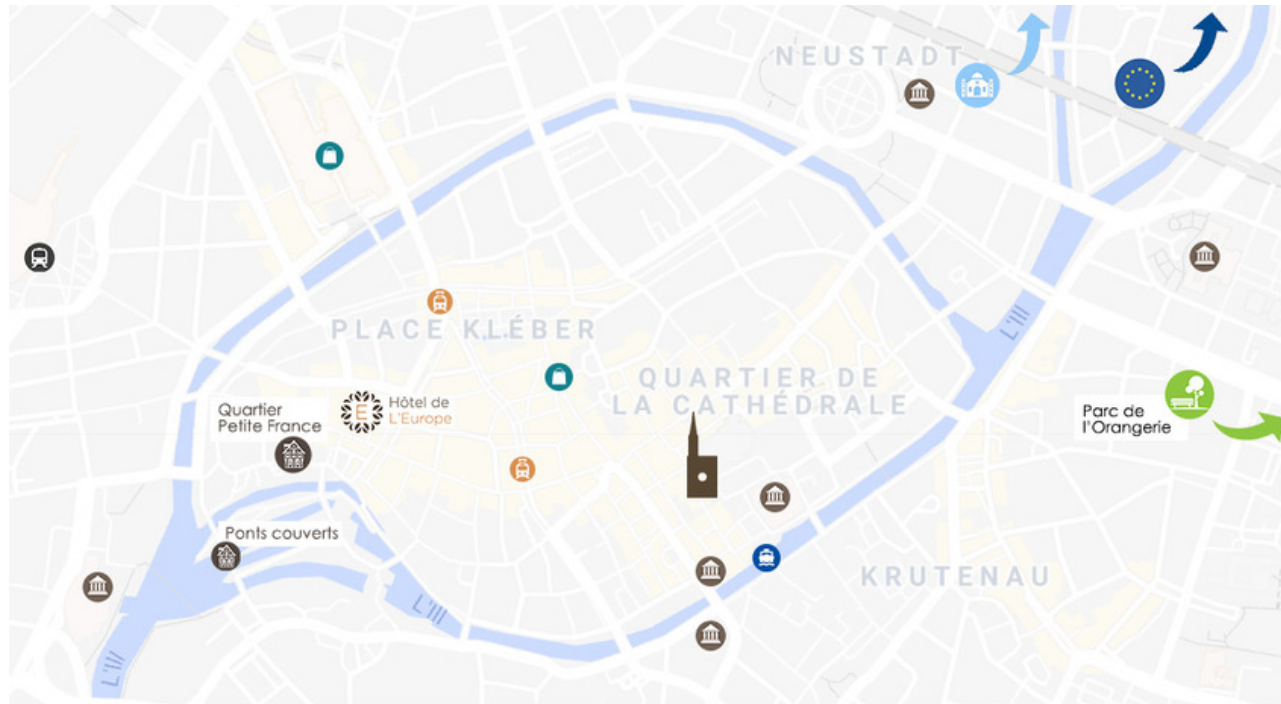 NEUSTADT
PLACE KLÉBER
QUARTIER DE
LA CATHÉDRALE
L'Ill
Hôtel de
L'Europe
E
Quartier
Petite France
Parc de
l'Orangerie
Ponts couverts
KRUTENAU
L'Ill
L'Ill